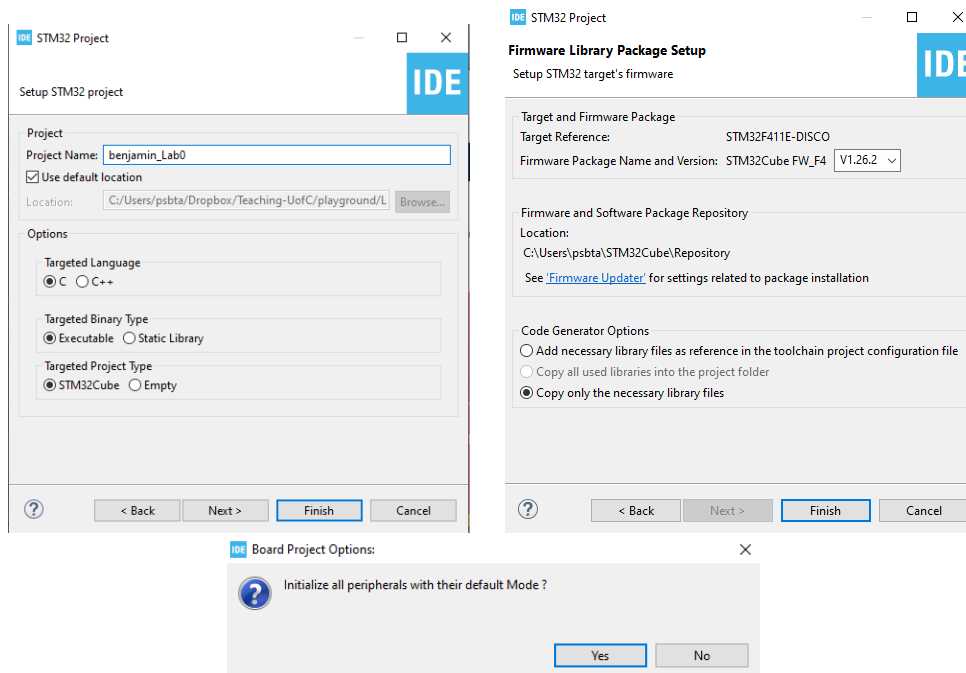 IDE STM32 Project
Setup STM32 project
IDE
Project
Project Name: benjamin_Lab0
Use default location
Location: C:/Users/psbta/Dropbox/Teaching-UofC/playground/L Browse...
Options
Targeted Language
C C++
Targeted Binary Type
Executable Static Library
Targeted Project Type
STM32Cube Empty
? < Back Next > Finish Cancel
IDE STM32 Project
Firmware Library Package Setup
Setup STM32 target's firmware
IDE
Target and Firmware Package
Target Reference: STM32F411E-DISCO
Firmware Package Name and Version: STM32Cube FW_F4 V1.26.2
Firmware and Software Package Repository
Location:
C:\Users\psbta\STM32Cube\Repository
See 'Firmware Updater' for settings related to package installation
Code Generator Options
Add necessary library files as reference in the toolchain project configuration file
Copy all used libraries into the project folder
Copy only the necessary library files
? < Back Next > Finish Cancel
IDE Board Project Options:
? Initialize all peripherals with their default Mode ?
Yes No